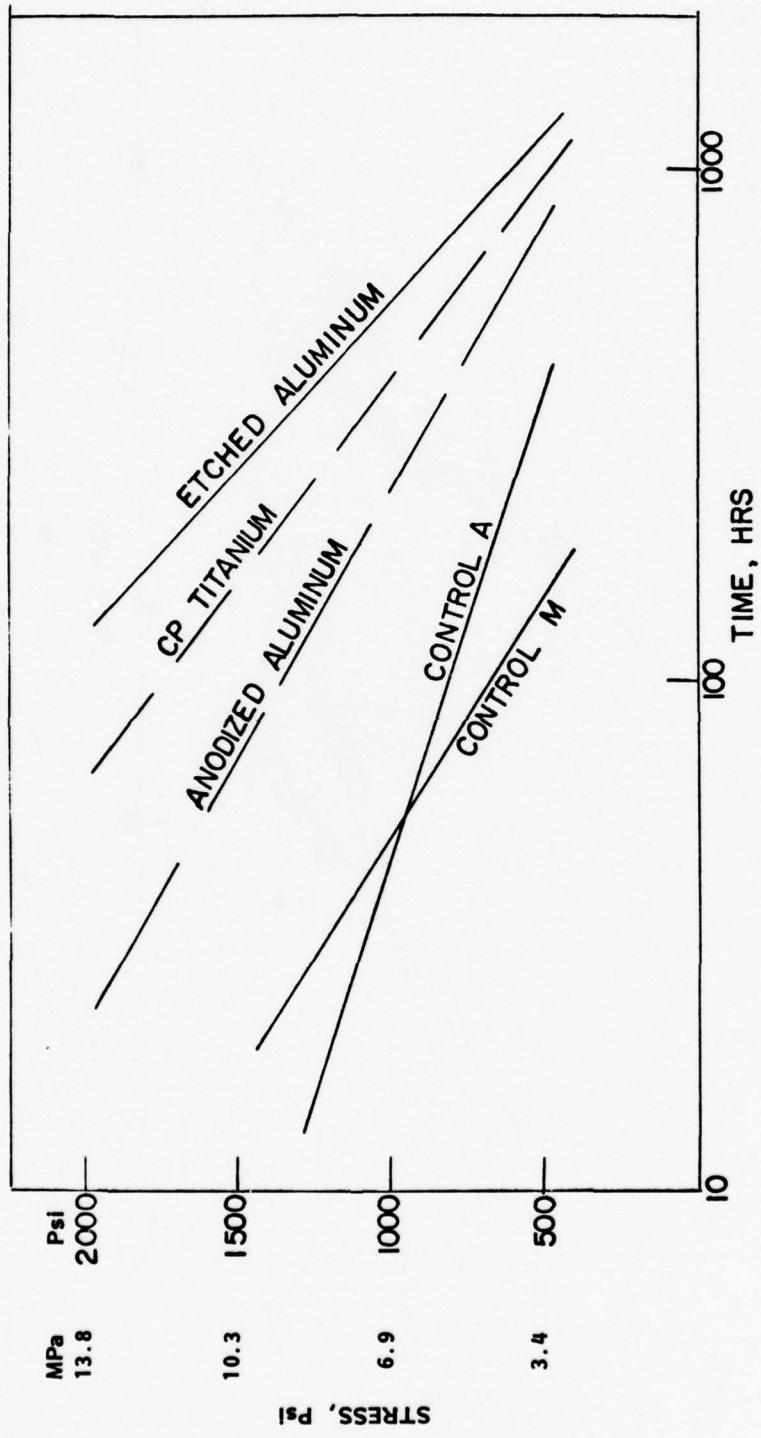 STRESS, Psi
MPa
13.8
10.3
6.9
3.4
Psi
2000
1500
1000
500
ETCHED ALUMINUM
CP TITANIUM
ANODIZED ALUMINUM
CONTROL A
CONTROL M
10
100
1000
TIME, HRS